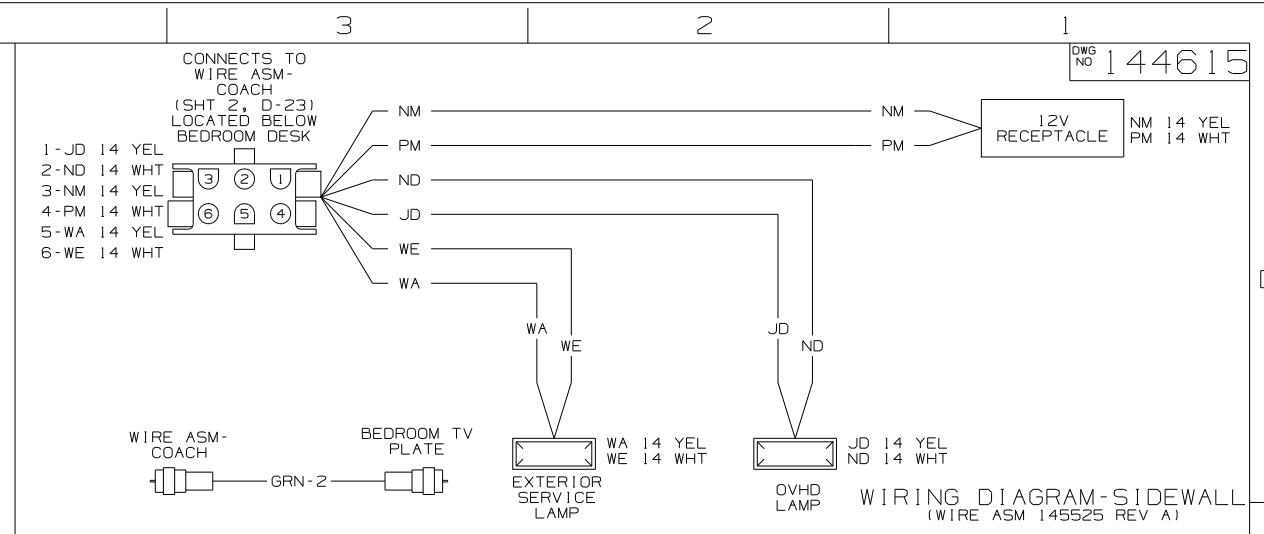 3
2
1
DWG NO 144615
CONNECTS TO
WIRE ASM-
COACH
(SHT 2, D-23)
LOCATED BELOW
BEDROOM DESK
1-JD 14 YEL
2-ND 14 WHT
3-NM 14 YEL
4-PM 14 WHT
5-WA 14 YEL
6-WE 14 WHT
3 2 1
6 5 4
NM
PM
ND
JD
WE
WA
NM
PM
12V
RECEPTACLE
NM 14 YEL
PM 14 WHT
WA
WE
JD
ND
WIRE ASM-
COACH
GRN-2
BEDROOM TV
PLATE
WA 14 YEL
WE 14 WHT
EXTERIOR
SERVICE
LAMP
JD 14 YEL
ND 14 WHT
OVHD
LAMP
WIRING DIAGRAM-SIDEWALL
(WIRE ASM 145525 REV A)